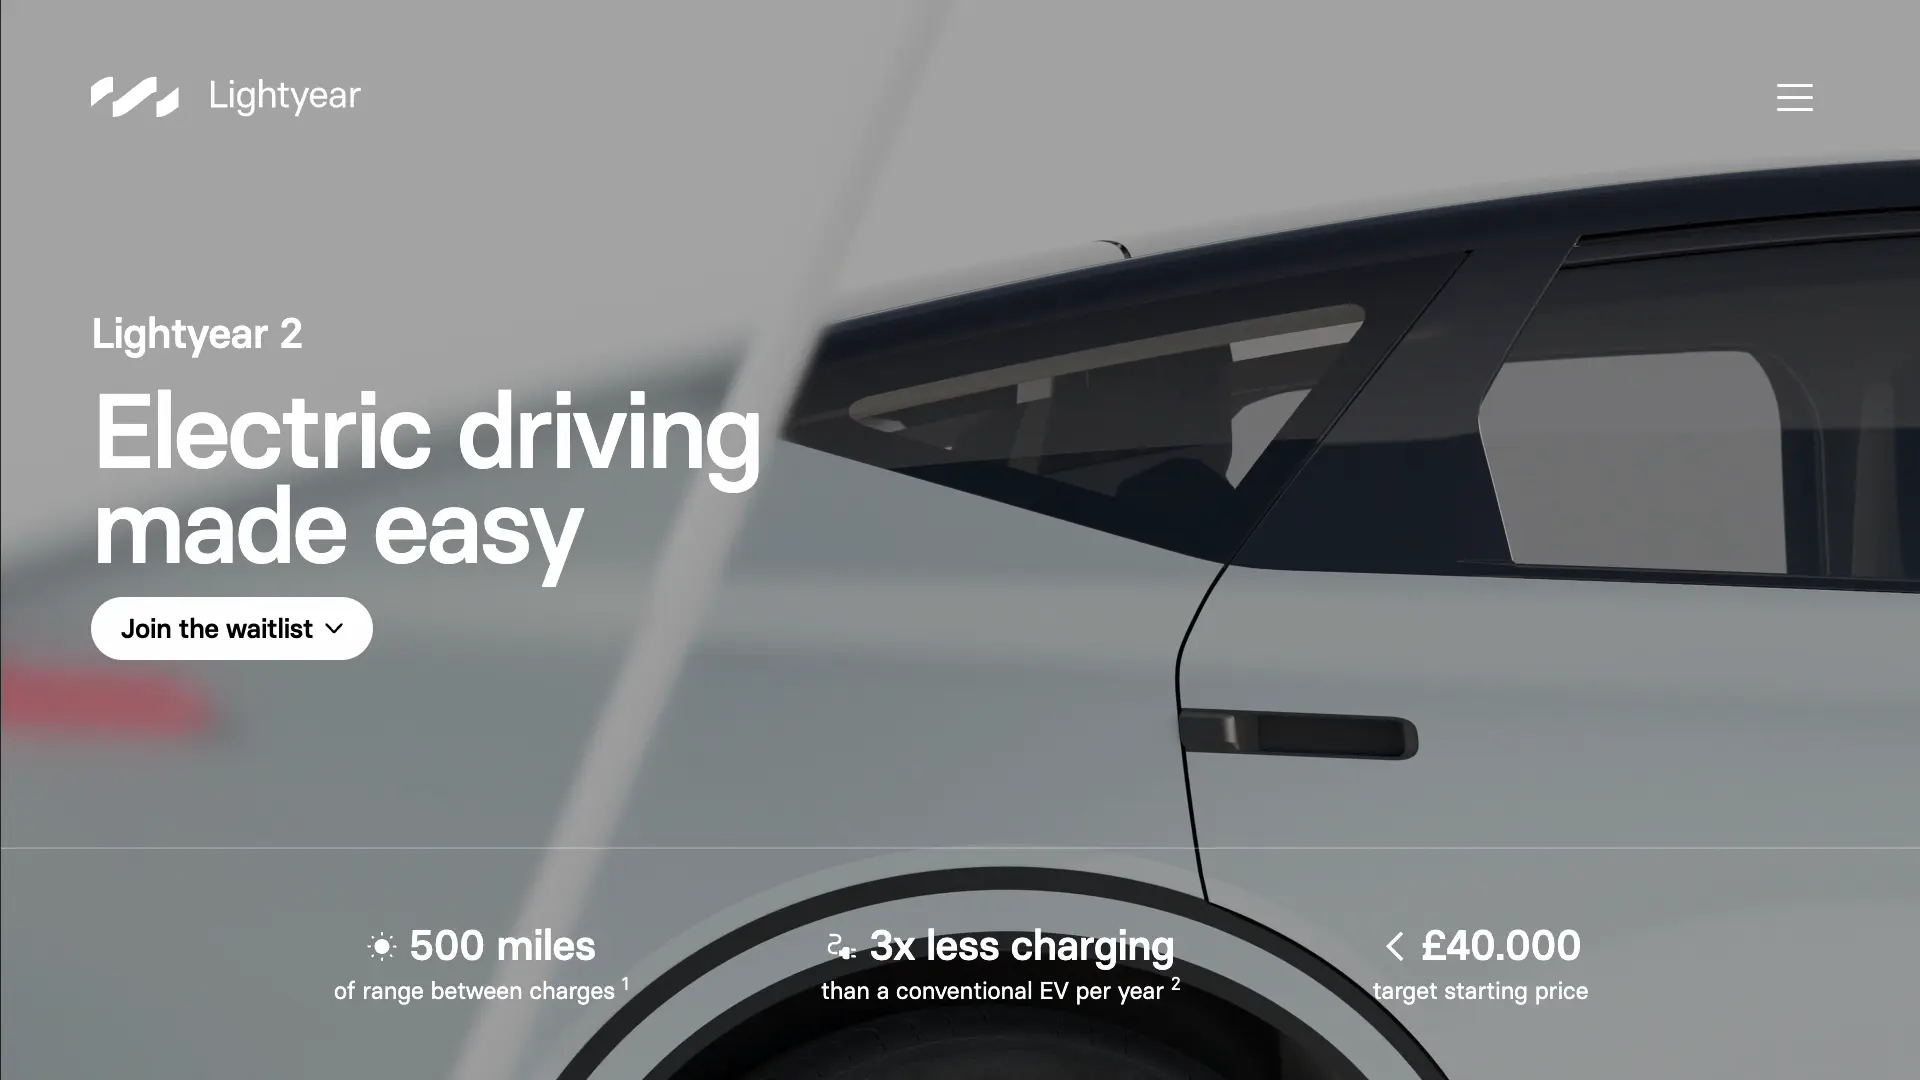 Lightyear
Lightyear 2
Electric driving
made easy
Join the waitlist
500 miles
of range between charges 1
3x less charging
than a conventional EV per year 2
< £40.000
target starting price